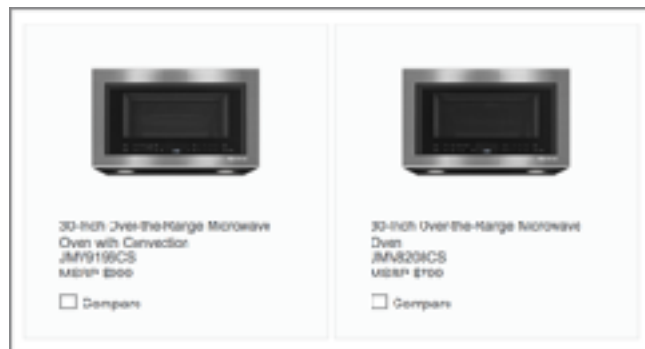 30-Inch Over-the-Range Microwave
Oven with Convection
MSRP
Compare
30-Inch Over-the-Range Microwave
Oven
MSRP
Compare